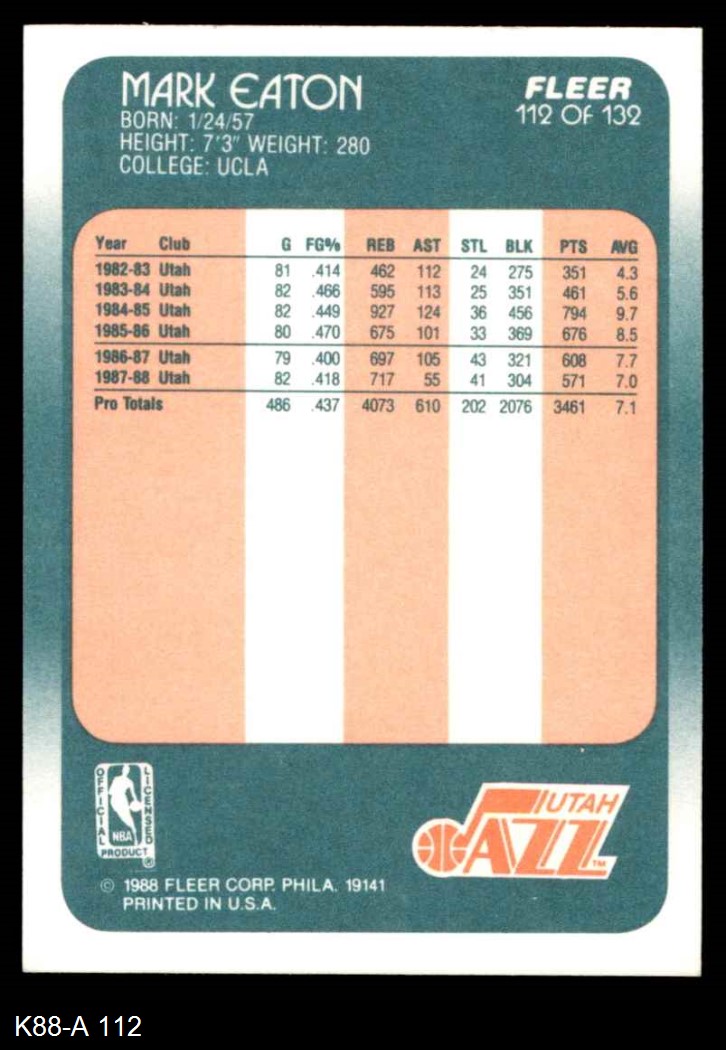 MARK EATON
BORN: 1/24/57
HEIGHT: 7'3" WEIGHT: 280
COLLEGE: UCLA
FLEER
112 OF 132
Year Club G FG% REB AST STL BLK PTS AVG
1982-83 Utah 81 .414 462 112 24 275 351 4.3
1983-84 Utah 82 .466 595 113 25 351 461 5.6
1984-85 Utah 82 .449 927 124 36 456 794 9.7
1985-86 Utah 80 .470 675 101 33 369 676 8.5
1986-87 Utah 79 .400 697 105 43 321 608 7.7
1987-88 Utah 82 .418 717 55 41 304 571 7.0
Pro Totals 486 .437 4073 610 202 2076 3461 7.1
OFFICIAL
LICENSED
NBA
PRODUCT
®
UTAH
JAZZ
™
© 1988 FLEER CORP. PHILA. 19141
PRINTED IN U.S.A.
K88-A 112